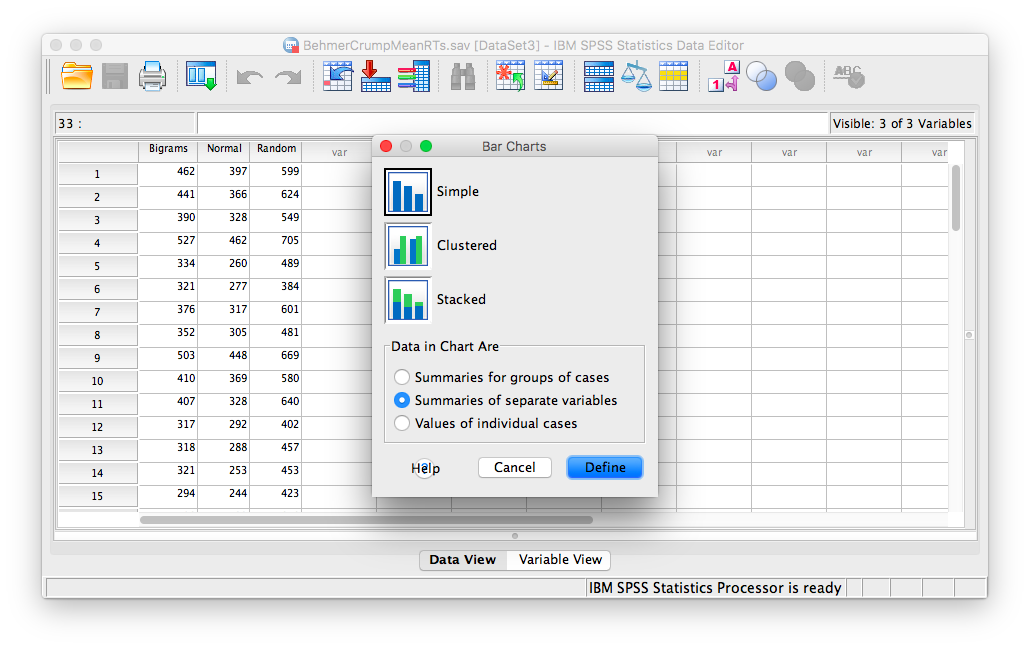 BehmerCrumpMeanRTs.sav [DataSet3] - IBM SPSS Statistics Data Editor
A
1
ABC
33 :
Visible: 3 of 3 Variables
Bigrams Normal Random var var var var var
1 462 397 599
2 441 366 624
3 390 328 549
4 527 462 705
5 334 260 489
6 321 277 384
7 376 317 601
8 352 305 481
9 503 448 669
10 410 369 580
11 407 328 640
12 317 292 402
13 318 288 457
14 321 253 453
15 294 244 423
Bar Charts
Simple
Clustered
Stacked
Data in Chart Are
Summaries for groups of cases
Summaries of separate variables
Values of individual cases
Help Cancel Define
Data View Variable View
IBM SPSS Statistics Processor is ready